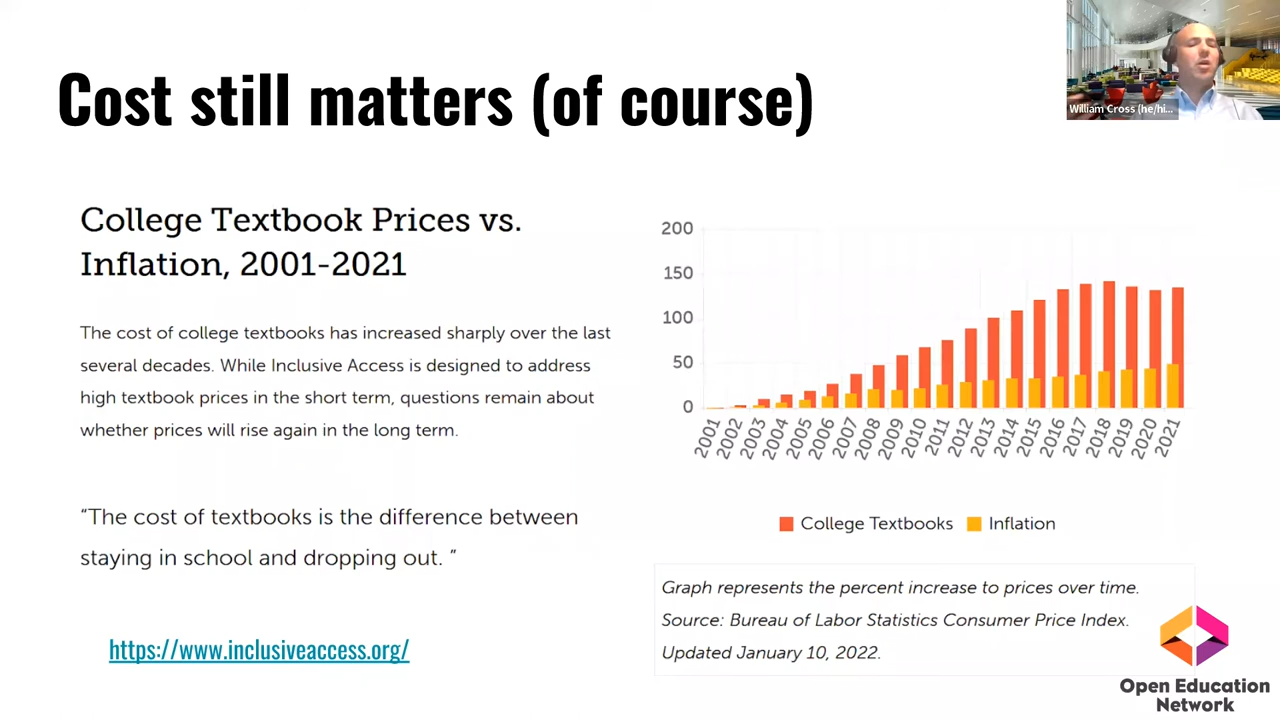 Cost still matters (of course)
William Cross (he/hi...
College Textbook Prices vs.
Inflation, 2001-2021
The cost of college textbooks has increased sharply over the last
several decades. While Inclusive Access is designed to address
high textbook prices in the short term, questions remain about
whether prices will rise again in the long term.
“The cost of textbooks is the difference between
staying in school and dropping out. ”
https://www.inclusiveaccess.org/
200
150
100
50
0
2001 2002 2003 2004 2005 2006 2007 2008 2009 2010 2011 2012 2013 2014 2015 2016 2017 2018 2019 2020 2021
College Textbooks Inflation
Graph represents the percent increase to prices over time.
Source: Bureau of Labor Statistics Consumer Price Index.
Updated January 10, 2022.
Open Education
Network